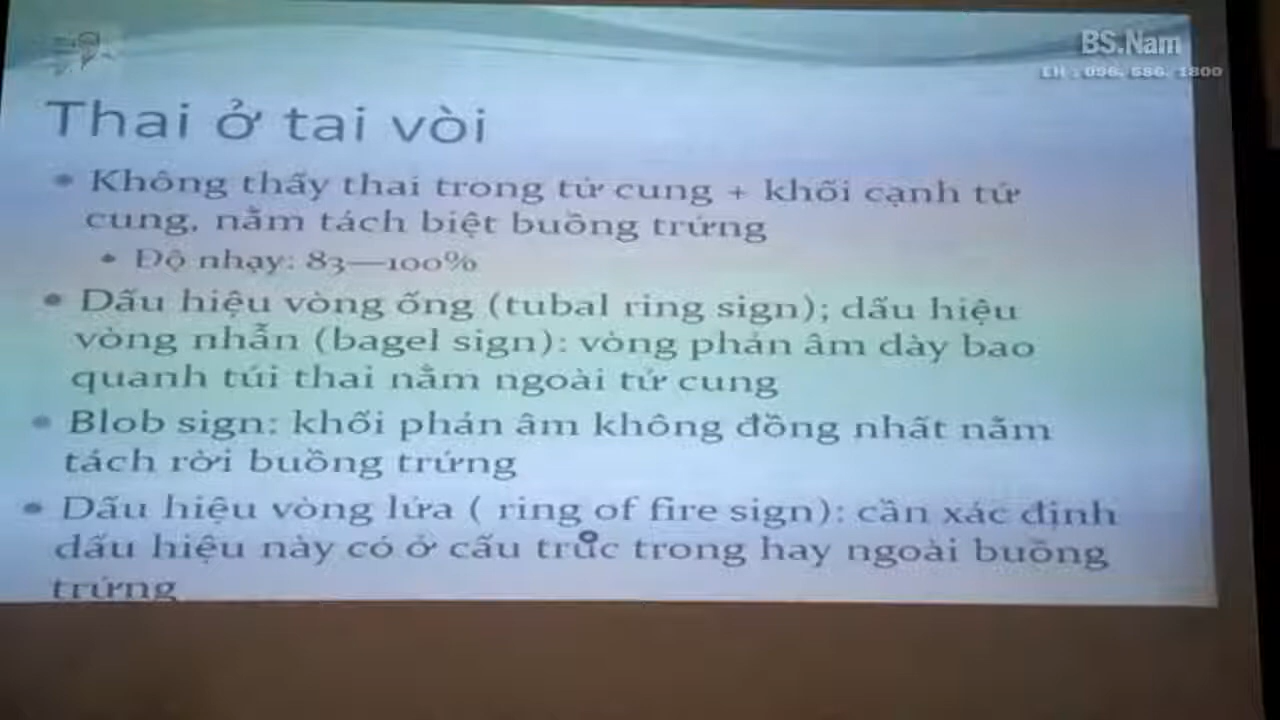 BS.Nam
LH : 096. 686. 1800
Thai ở tai vòi
Không thấy thai trong tử cung + khối cạnh tử
cung, nằm tách biệt buồng trứng
Độ nhạy: 83—100%
Dấu hiệu vòng ống (tubal ring sign); dấu hiệu
vòng nhẫn (bagel sign): vòng phản âm dày bao
quanh túi thai nằm ngoài tử cung
Blob sign: khối phản âm không đồng nhất nằm
tách rời buồng trứng
Dấu hiệu vòng lửa ( ring of fire sign): cần xác định
dấu hiệu này có ở cấu trúc trong hay ngoài buồng
trứng